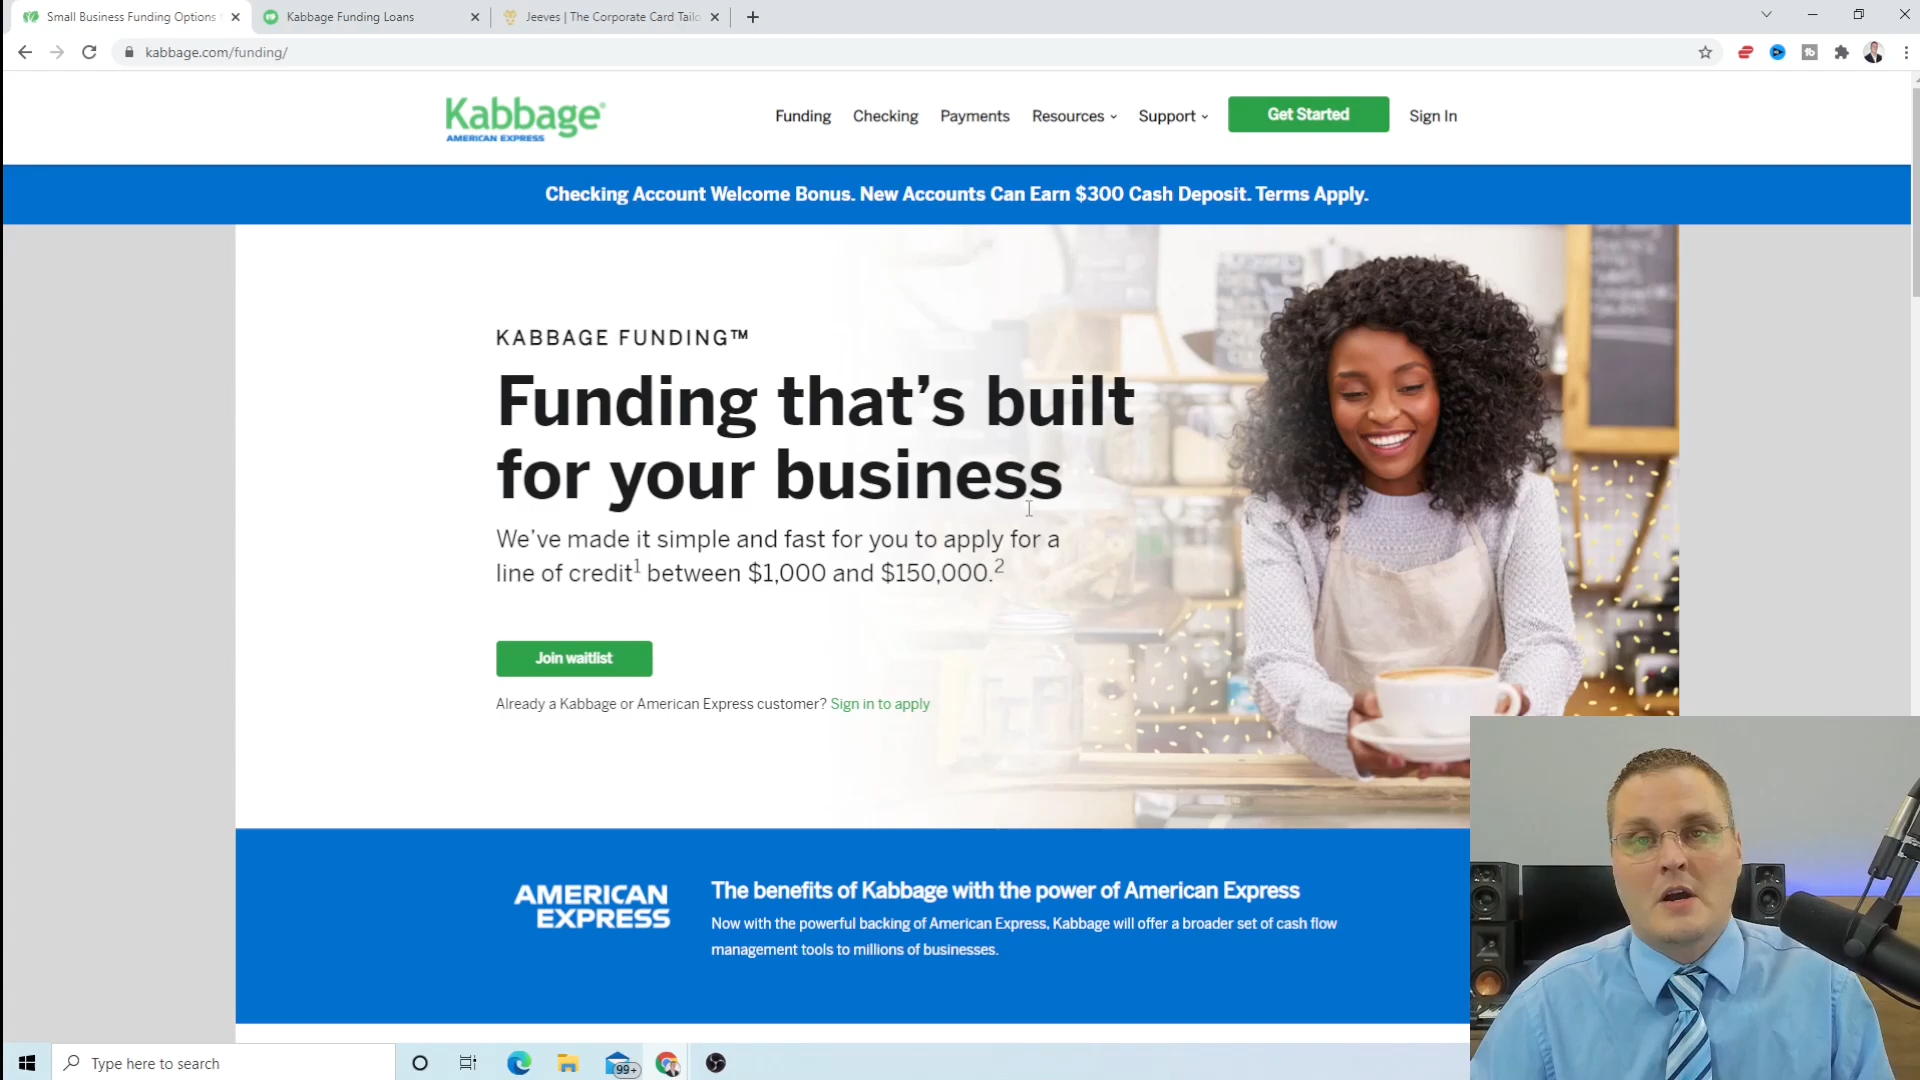 Small Business Funding Options
Kabbage Funding Loans
Jeeves | The Corporate Card Tailo
kabbage.com/funding/
Kabbage®
AMERICAN EXPRESS
Funding
Checking
Payments
Resources
Support
Get Started
Sign In
Checking Account Welcome Bonus. New Accounts Can Earn $300 Cash Deposit. Terms Apply.
KABBAGE FUNDING™
Funding that’s built
for your business
We’ve made it simple and fast for you to apply for a
line of credit¹ between $1,000 and $150,000.²
Join waitlist
Already a Kabbage or American Express customer? Sign in to apply
AMERICAN
EXPRESS
The benefits of Kabbage with the power of American Express
Now with the powerful backing of American Express, Kabbage will offer a broader set of cash flow
management tools to millions of businesses.
Type here to search
99+